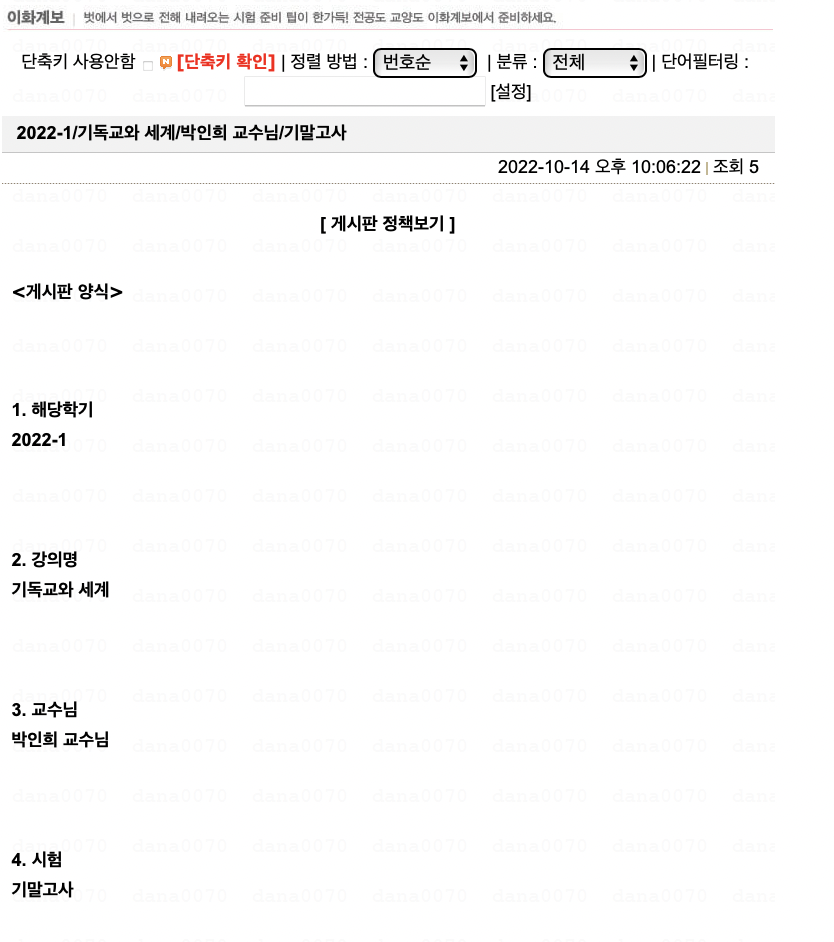 이화계보 | 벗에서 벗으로 전해 내려오는 시험 준비 팁이 한가득! 전공도 교양도 이화계보에서 준비하세요.
단축키 사용안함 N [단축키 확인] | 정렬 방법 : 번호순 | 분류 : 전체 | 단어필터링 :
[설정]
2022-1/기독교와 세계/박인희 교수님/기말고사
2022-10-14 오후 10:06:22 | 조회 5
[ 게시판 정책보기 ]
<게시판 양식>
1. 해당학기
2022-1
2. 강의명
기독교와 세계
3. 교수님
박인희 교수님
4. 시험
기말고사
dana0070